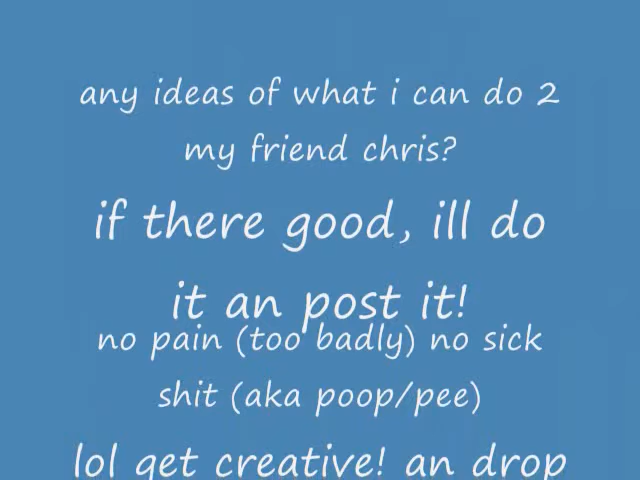 any ideas of what i can do 2
my friend chris?
if there good, ill do
it an post it!
no pain (too badly) no sick
shit (aka poop/pee)
lol get creative! an drop